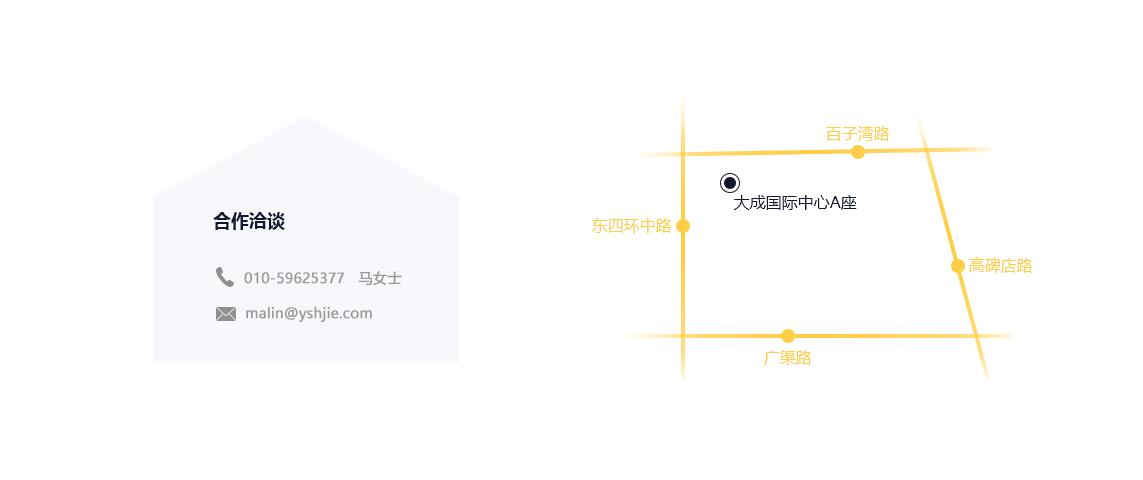 合作洽谈
010-59625377 马女士
malin@yshjie.com
百子湾路
大成国际中心A座
东四环中路
高碑店路
广渠路